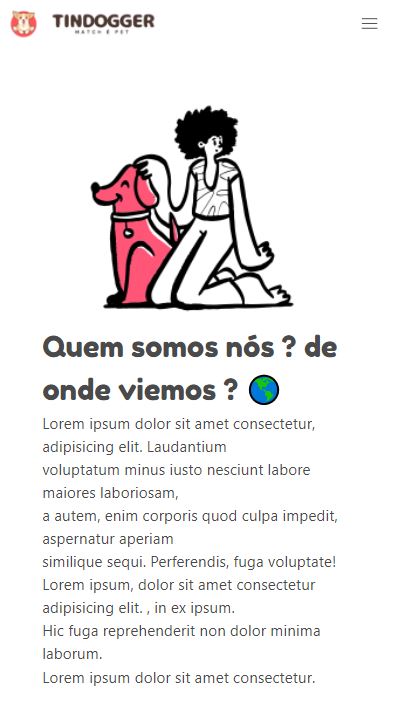 TINDOGGER
MATCH É PET
Quem somos nós ? de
onde viemos ?
Lorem ipsum dolor sit amet consectetur,
adipisicing elit. Laudantium
voluptatum minus iusto nesciunt labore
maiores laboriosam,
a autem, enim corporis quod culpa impedit,
aspernatur aperiam
similique sequi. Perferendis, fuga voluptate!
Lorem ipsum, dolor sit amet consectetur
adipisicing elit. , in ex ipsum.
Hic fuga reprehenderit non dolor minima
laborum.
Lorem ipsum dolor sit amet consectetur.